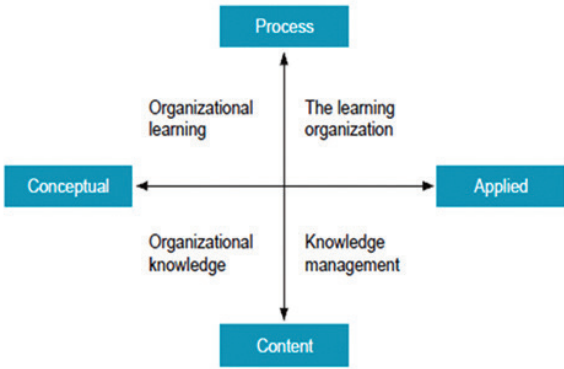 Process
Organizational
learning
The learning
organization
Conceptual
Applied
Organizational
knowledge
Knowledge
management
Content